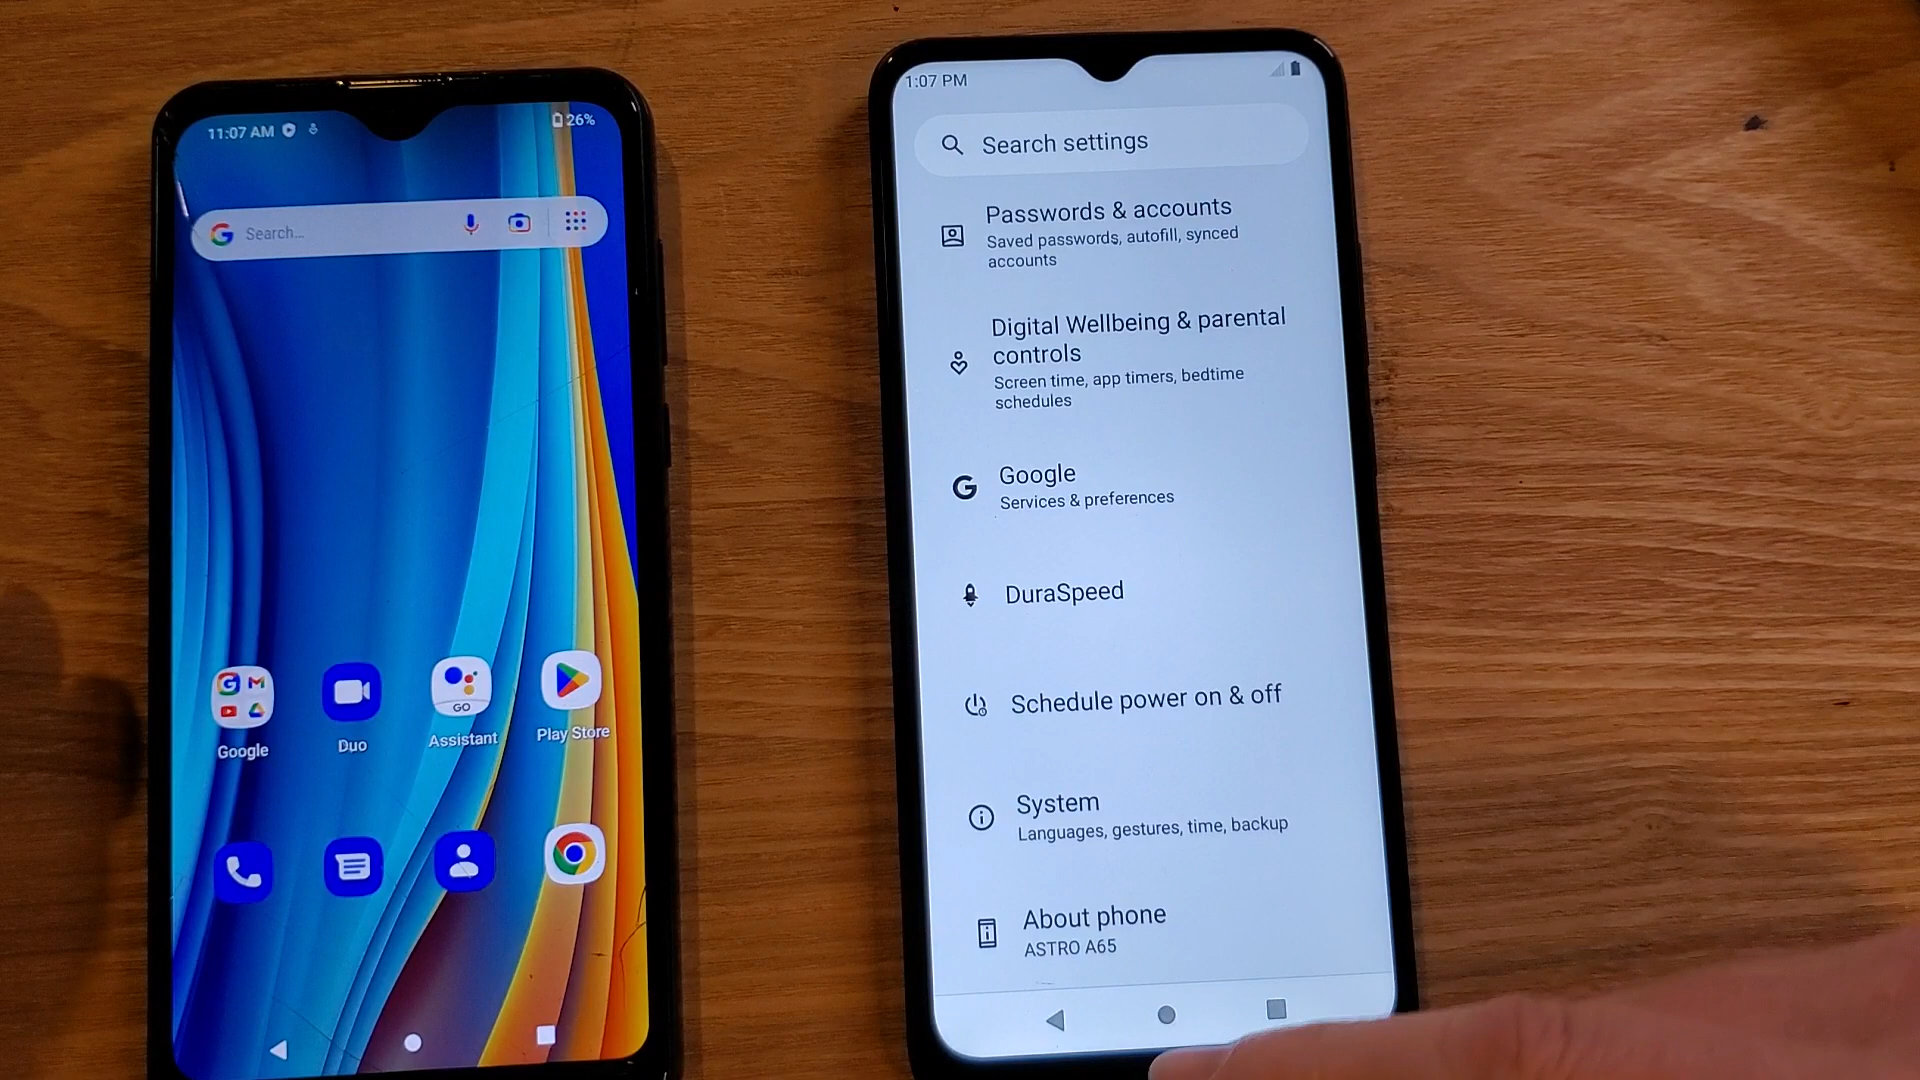 11:07 AM
26%
Search...
GO
Google
Duo
Assistant
Play Store
1:07 PM
Search settings
Passwords & accounts
Saved passwords, autofill, synced
accounts
Digital Wellbeing & parental
controls
Screen time, app timers, bedtime
schedules
Google
Services & preferences
DuraSpeed
Schedule power on & off
System
Languages, gestures, time, backup
About phone
ASTRO A65